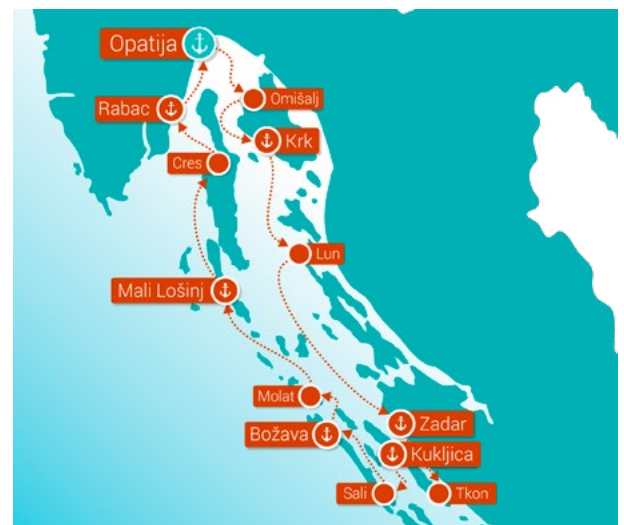 Opatija
Omišalj
Rabac
Krk
Cres
Lun
Mali Lošinj
Molat
Zadar
Božava
Kukljica
Sali
Tkon